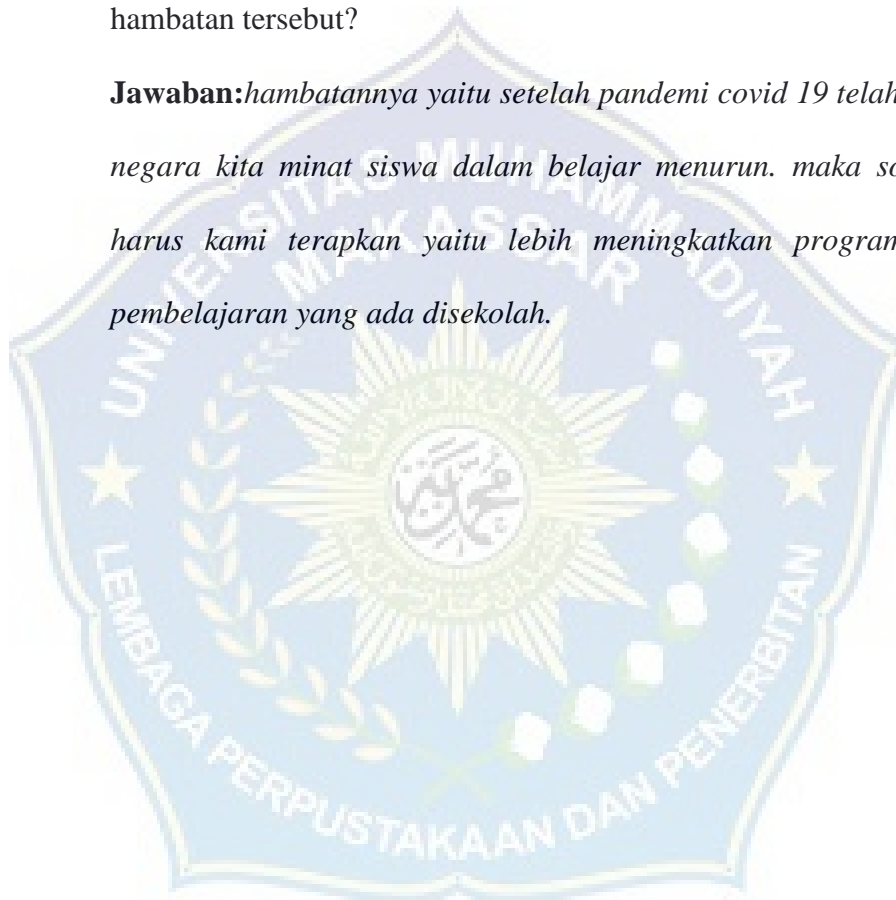 hambatan tersebut?
Jawaban:hambatannya yaitu setelah pandemi covid 19 telah
negara kita minat siswa dalam belajar menurun. maka so
harus kami terapkan yaitu lebih meningkatkan program
pembelajaran yang ada disekolah.
UNIVERSITAS MUHAMMADIYAH
MAKASSAR
LEMBAGA PERPUSTAKAAN DAN PENERBITAN